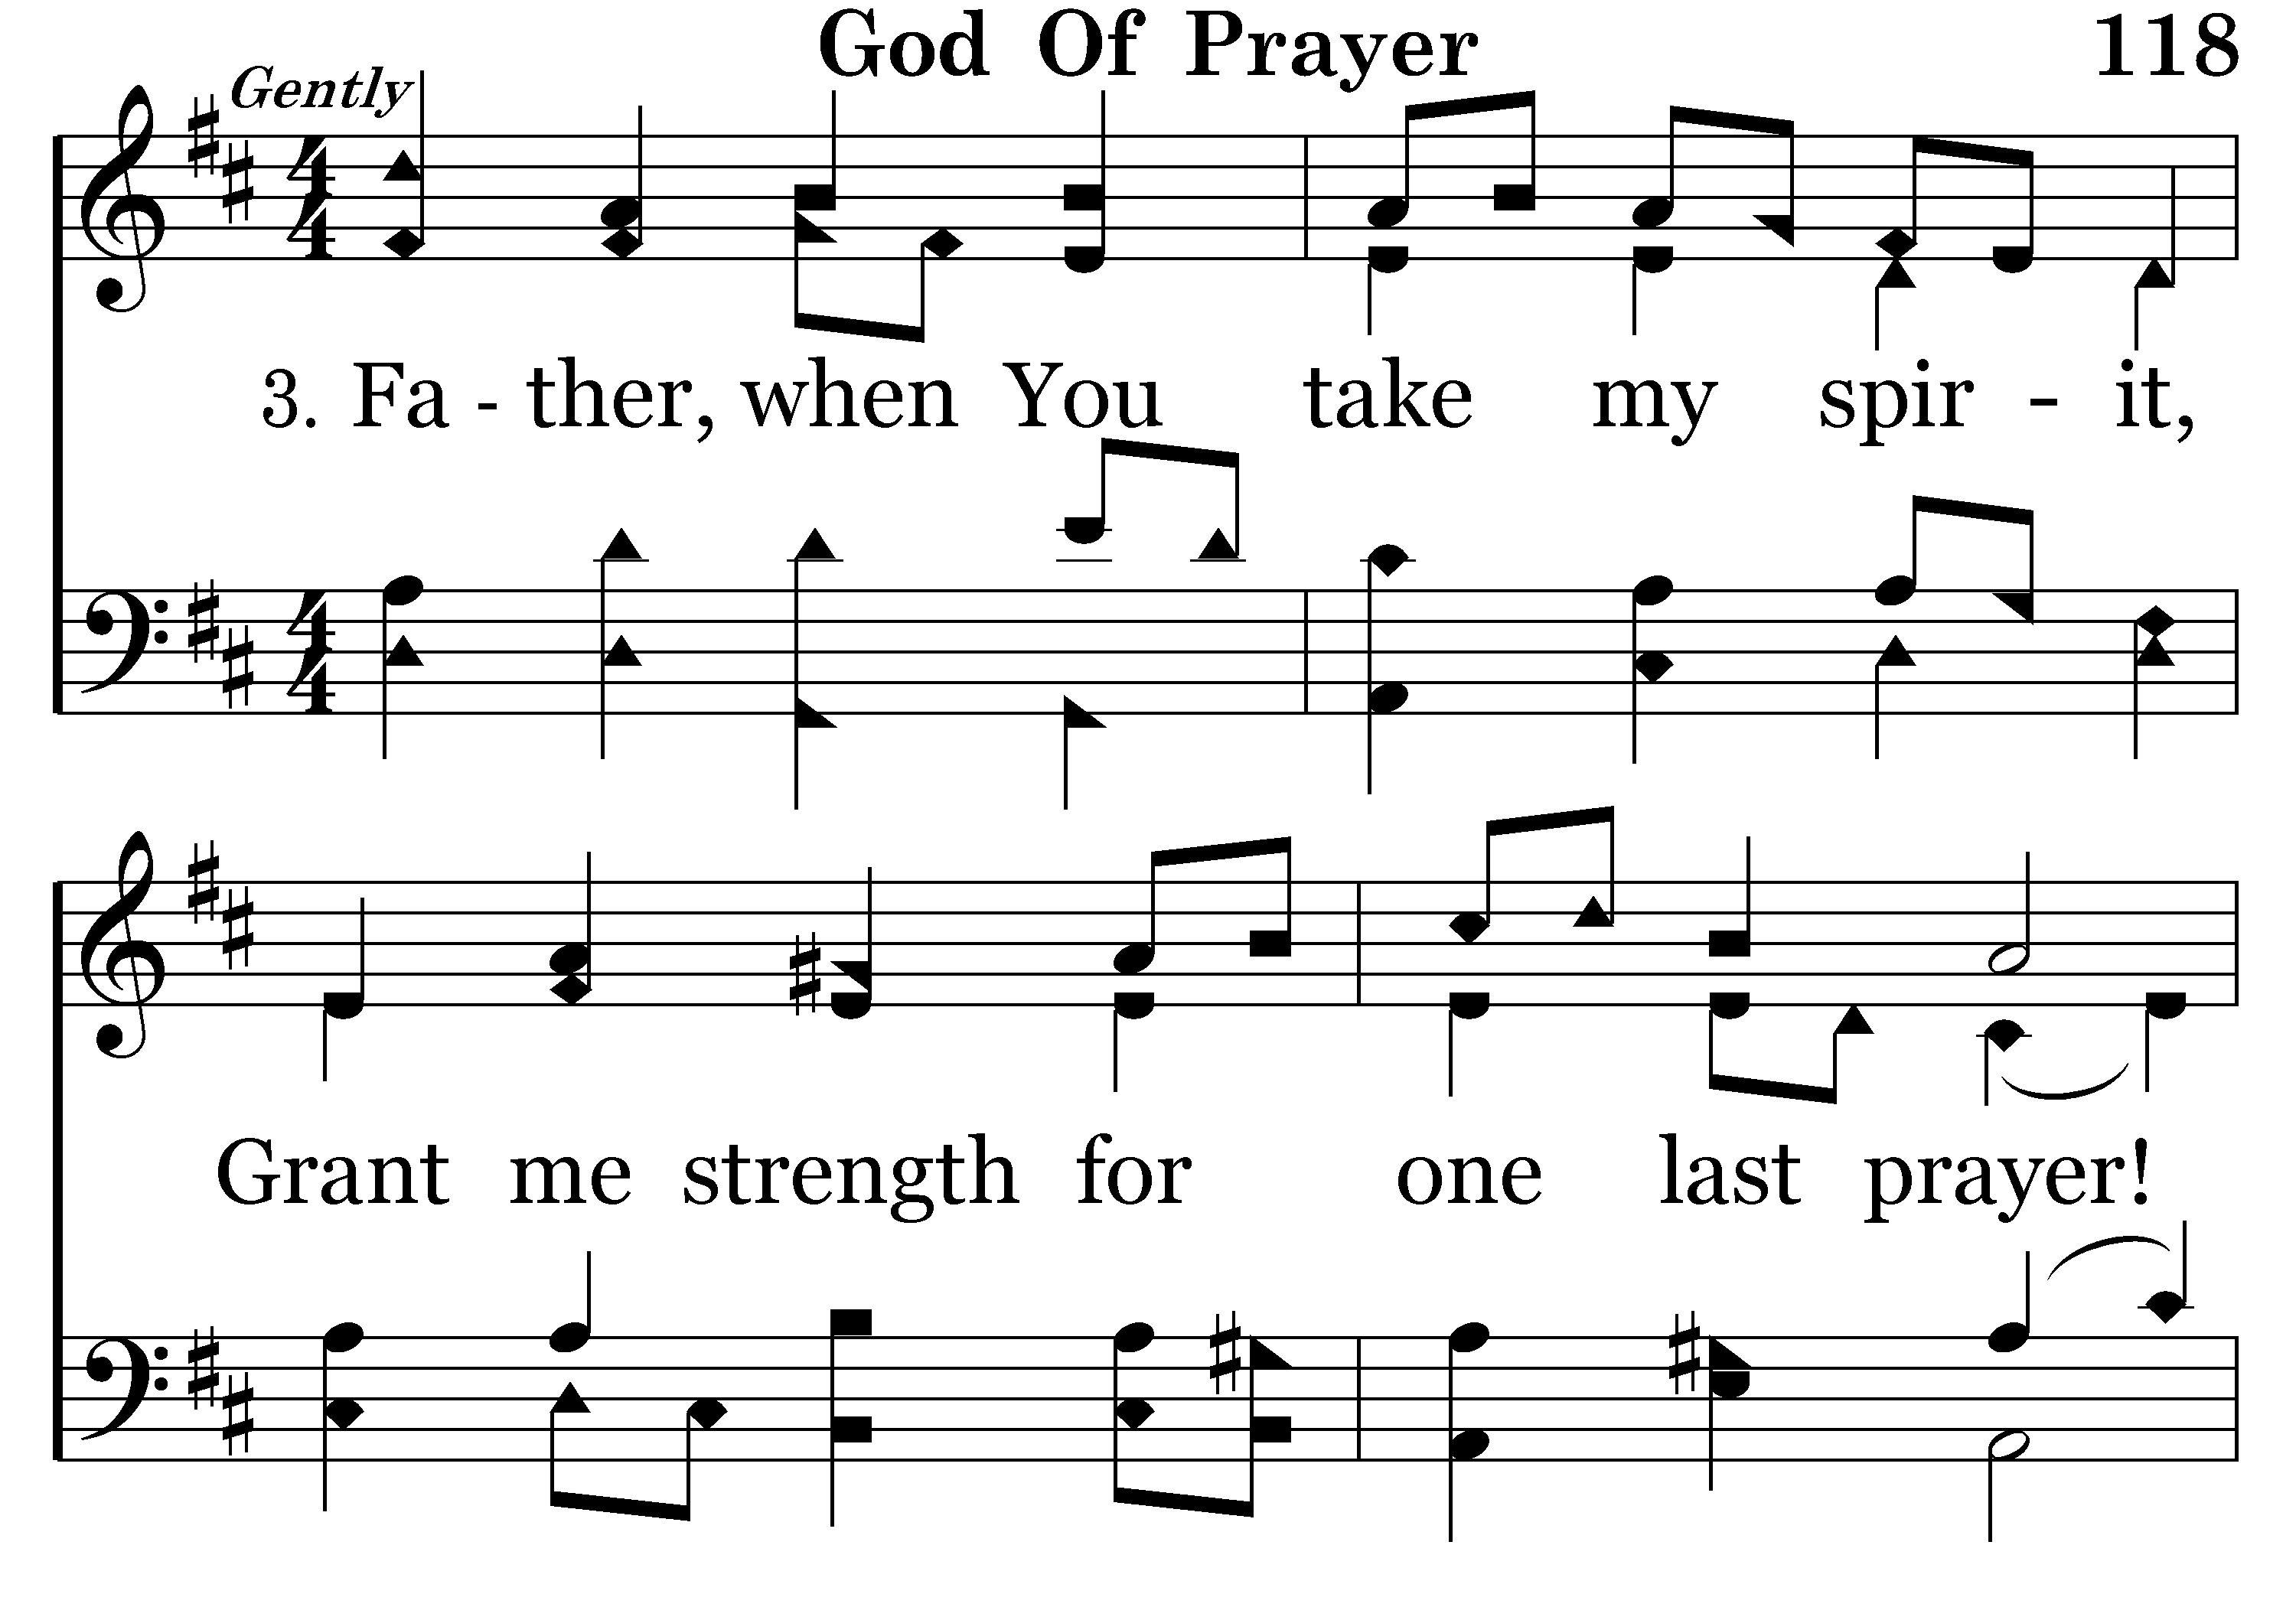 God Of Prayer 118
Gently
3. Fa - ther, when You take my spir - it,
Grant me strength for one last prayer!